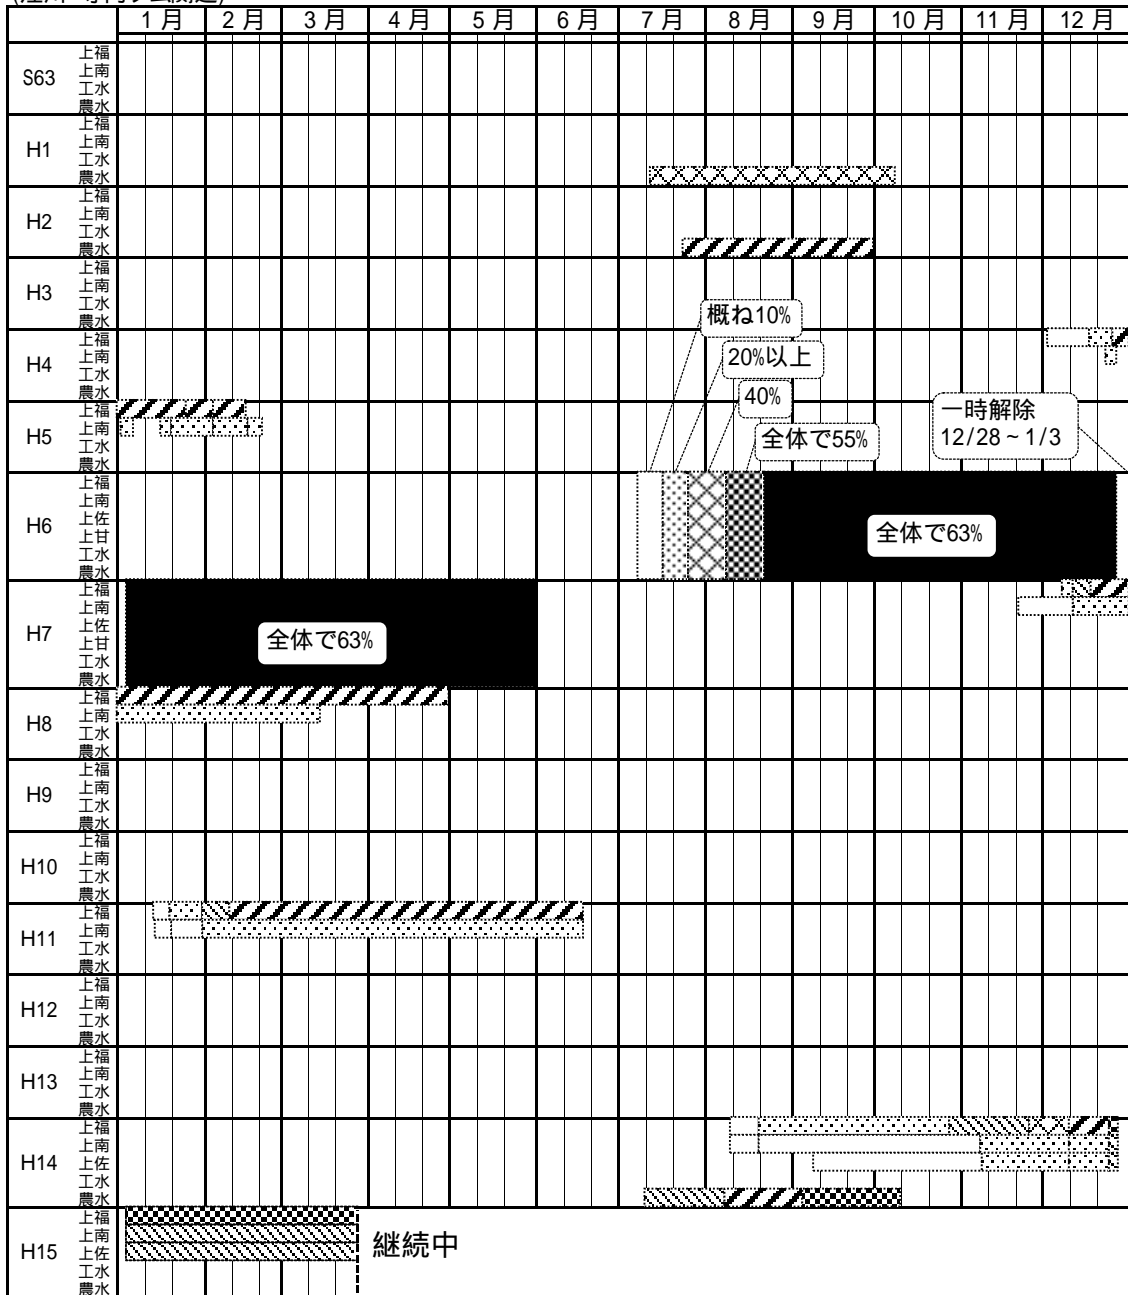 1 月 2 月 3 月 4 月 5 月 6 月 7 月 8 月 9 月 10 月 11 月 12 月
S63
上福
上南
工水
農水
H1
上福
上南
工水
農水
H2
上福
上南
工水
農水
H3
上福
上南
工水
農水
概ね10%
H4
上福
上南
工水
農水
20%以上
40%
H5
上福
上南
工水
農水
全体で55%
一時解除
12/28 ~ 1/3
H6
上福
上南
上佐
上甘
工水
農水
全体で63%
H7
上福
上南
上佐
上甘
工水
農水
全体で63%
H8
上福
上南
工水
農水
H9
上福
上南
工水
農水
H10
上福
上南
工水
農水
H11
上福
上南
工水
農水
H12
上福
上南
工水
農水
H13
上福
上南
工水
農水
H14
上福
上南
上佐
工水
農水
H15
上福
上南
上佐
工水
農水
継続中